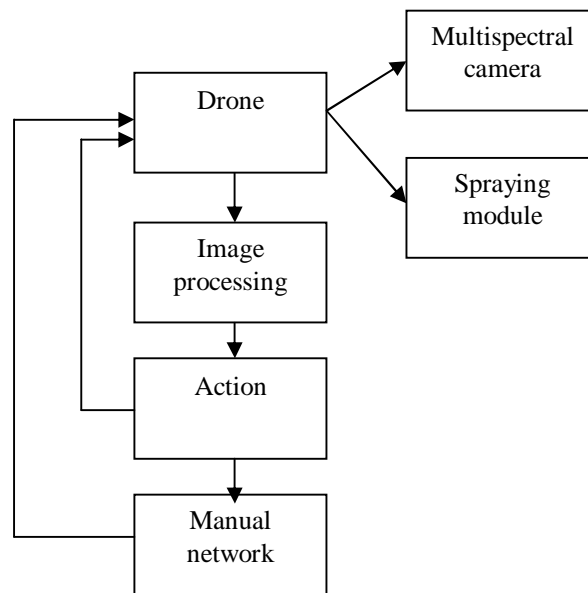 Multispectral
camera
Drone
Spraying
module
Image
processing
Action
Manual
network